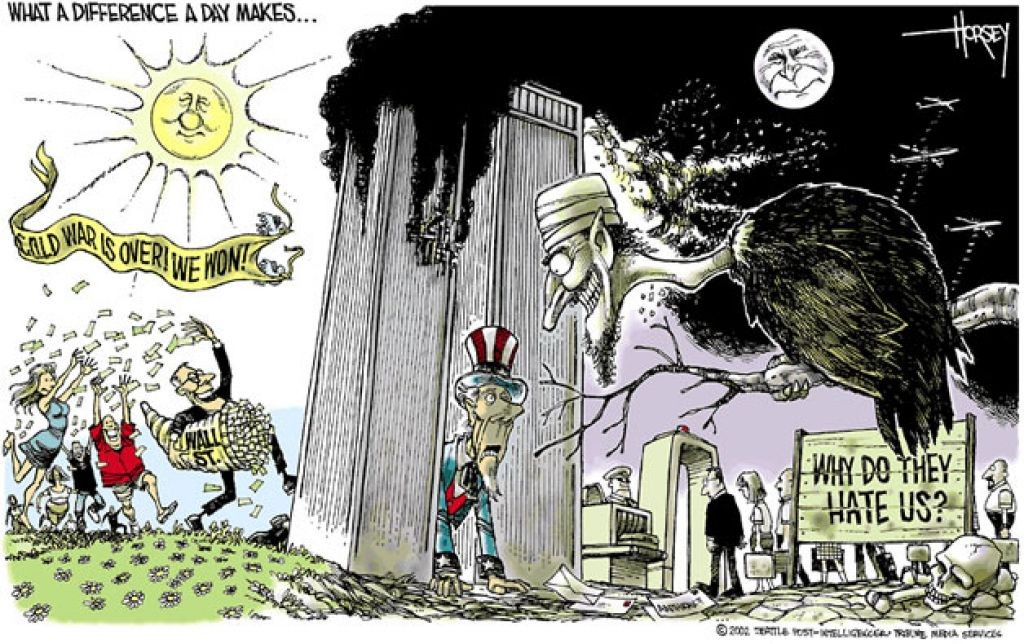 WHAT A DIFFERENCE A DAY MAKES...
HORSEY
COLD WAR IS OVER! WE WON!
WALL
ST.
WHY DO THEY
HATE US?
© 2002 SEATTLE POST-INTELLIGENCER TRIBUNE MEDIA SERVICES